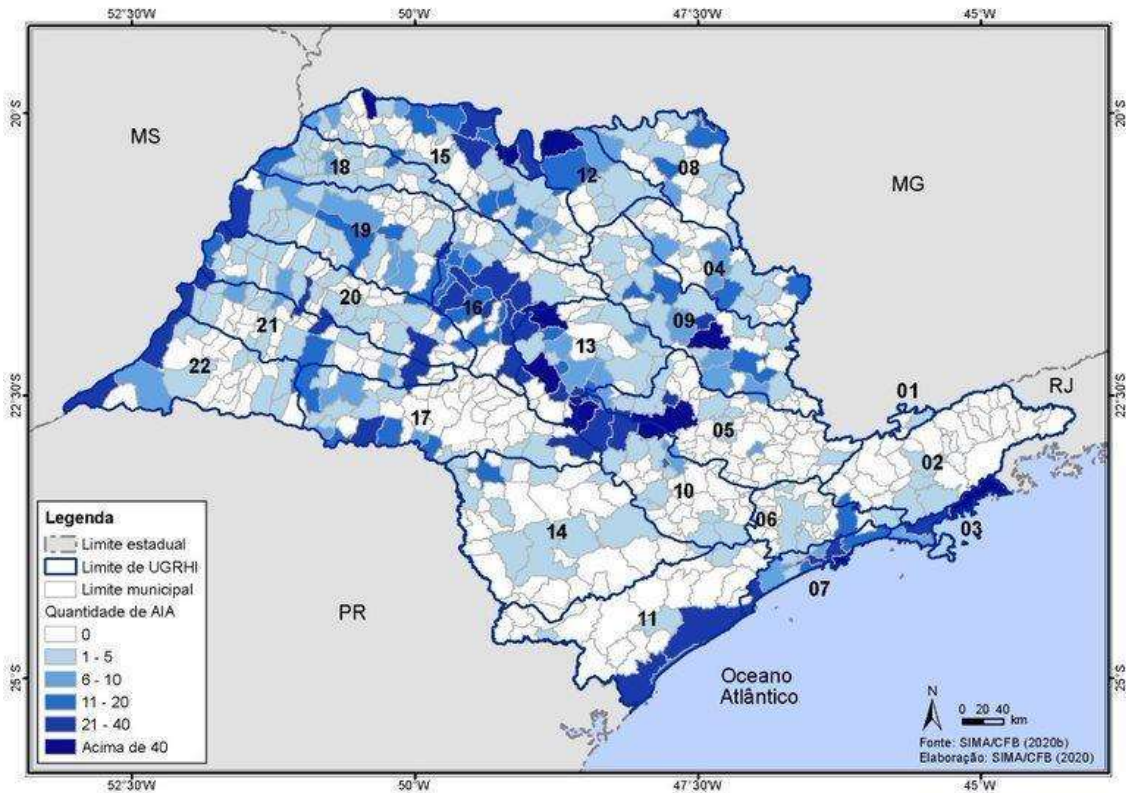 52°30'W
50°W
47°30'W
45°W
20°S
20°S
MS
MG
15
18
12
08
19
04
20
16
09
21
13
22
22°30'S
22°30'S
01
RJ
17
05
02
10
06
03
14
07
11
PR
Oceano
Atlântico
25°S
25°S
Legenda
Limite estadual
Limite de UGRHI
Limite municipal
Quantidade de AIA
0
1 - 5
6 - 10
11 - 20
21 - 40
Acima de 40
N
0 20 40
km
Fonte: SIMA/CFB (2020b)
Elaboração: SIMA/CFB (2020)
52°30'W
50°W
47°30'W
45°W